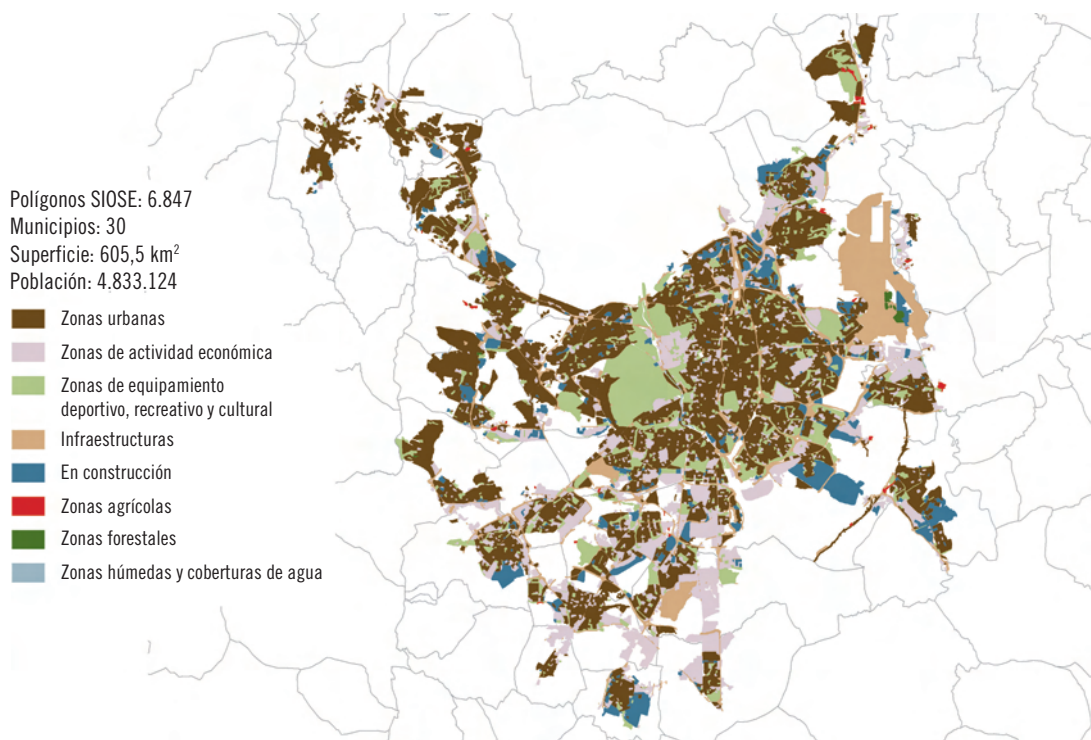 Polígonos SIOSE: 6.847
Municipios: 30
Superficie: 605,5 km²
Población: 4.833.124
Zonas urbanas
Zonas de actividad económica
Zonas de equipamiento
deportivo, recreativo y cultural
Infraestructuras
En construcción
Zonas agrícolas
Zonas forestales
Zonas húmedas y coberturas de agua